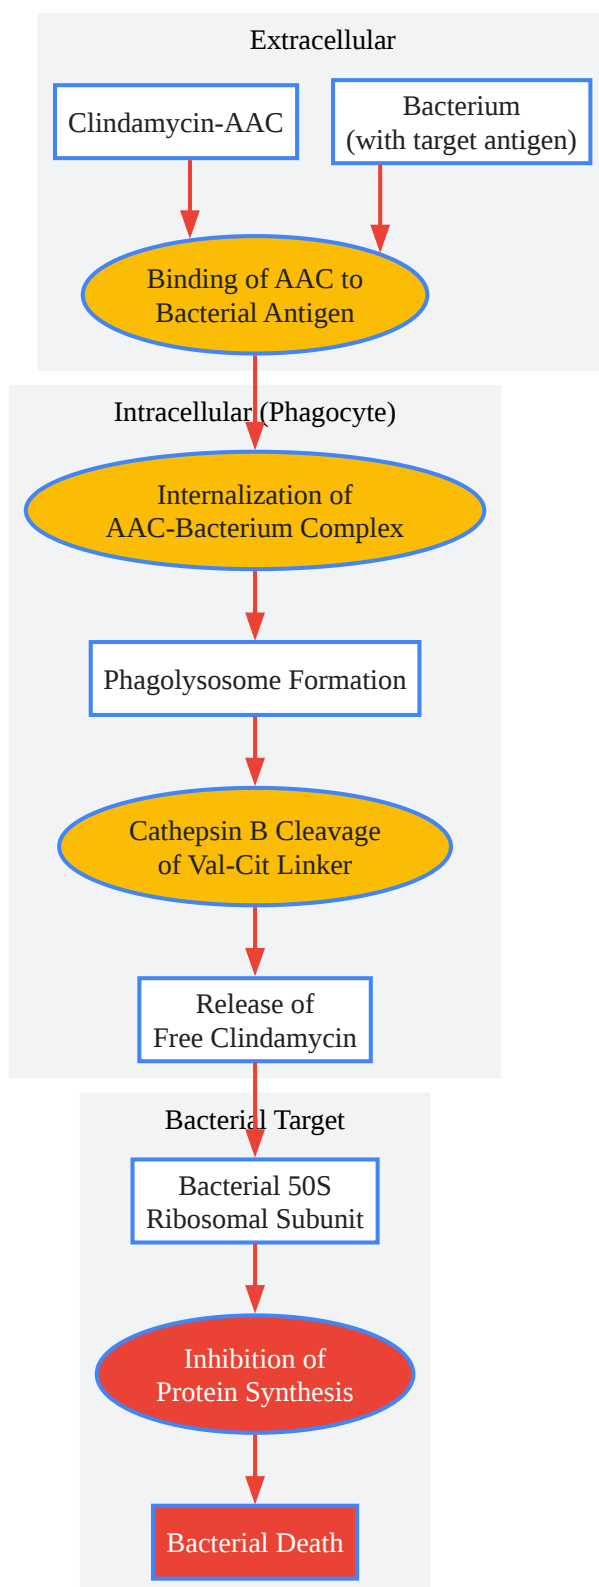 Extracellular
Clindamycin-AAC
Bacterium
(with target antigen)
Binding of AAC to
Bacterial Antigen
Intracellular (Phagocyte)
Internalization of
AAC-Bacterium Complex
Phagolysosome Formation
Cathepsin B Cleavage
of Val-Cit Linker
Release of
Free Clindamycin
Bacterial Target
Bacterial 50S
Ribosomal Subunit
Inhibition of
Protein Synthesis
Bacterial Death